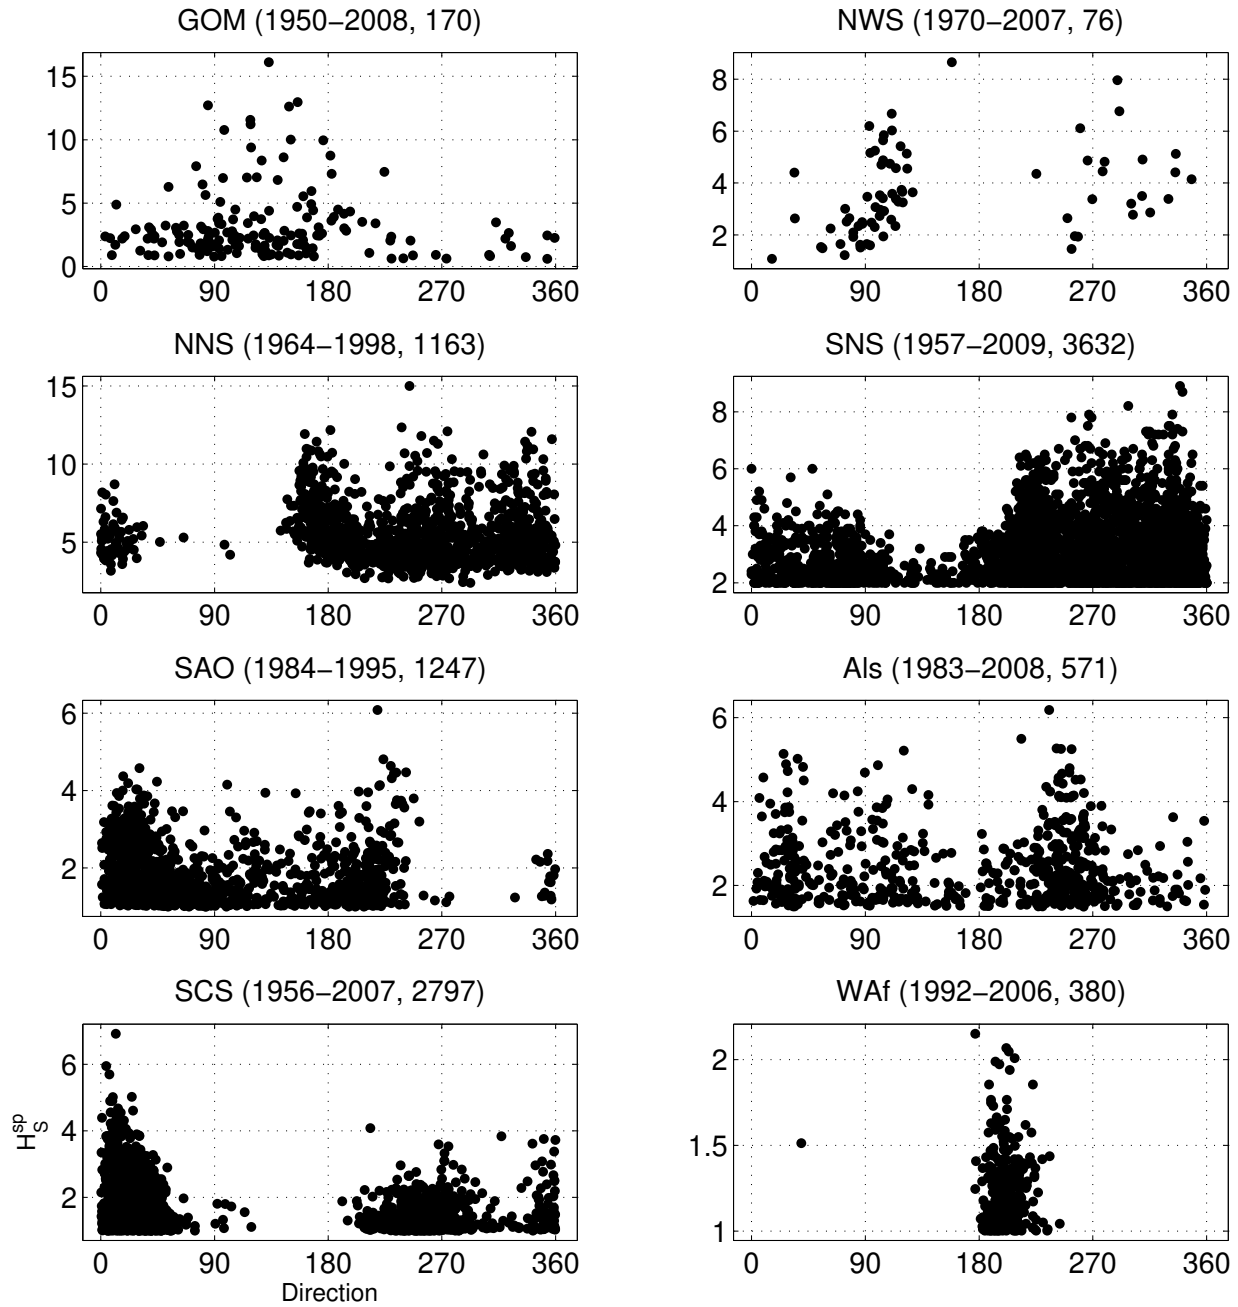 GOM (1950−2008, 170)
15
10
5
0
0 90 180 270 360
NWS (1970−2007, 76)
8
6
4
2
0 90 180 270 360
NNS (1964−1998, 1163)
15
10
5
0 90 180 270 360
SNS (1957−2009, 3632)
8
6
4
2
0 90 180 270 360
SAO (1984−1995, 1247)
6
4
2
0 90 180 270 360
Als (1983−2008, 571)
6
4
2
0 90 180 270 360
SCS (1956−2007, 2797)
6
4
2
H_S^sp
0 90 180 270 360
Direction
WAf (1992−2006, 380)
2
1.5
1
0 90 180 270 360